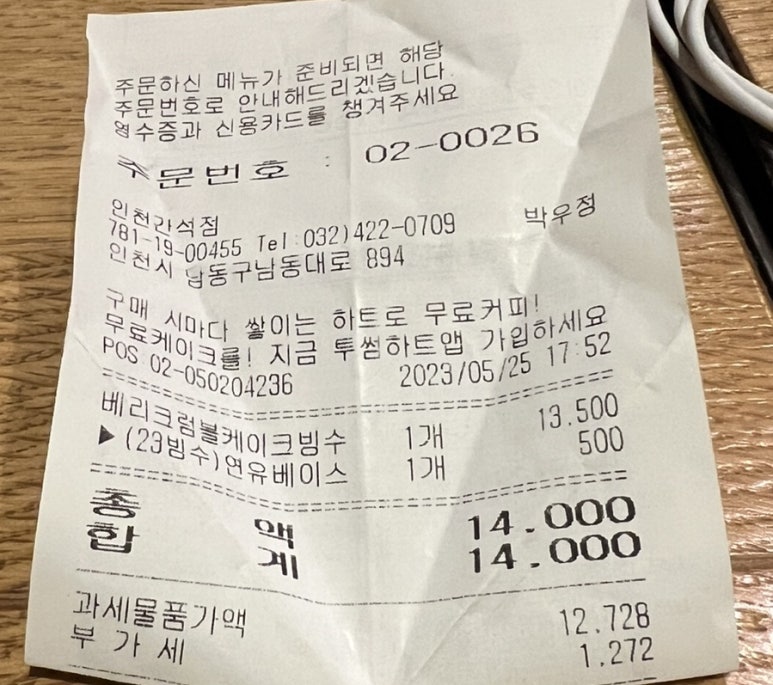 주문하신 메뉴가 준비되면 해당
주문번호로 안내해드리겠습니다.
영수증과 신용카드를 챙겨주세요
주문번호 : 02-0026
인천간석점 박우정
781-19-00455 Tel:032)422-0709
인천시 남동구남동대로 894
구매 시마다 쌓이는 하트로 무료커피!
무료케이크를! 지금 투썸하트앱 가입하세요
POS 02-050204236 2023/05/25 17:52
베리크럼블케이크빙수 1개 13.500
▶(23빙수)연유베이스 1개 500
총 액 14.000
합 계 14.000
과세물품가액 12.728
부 가 세 1.272